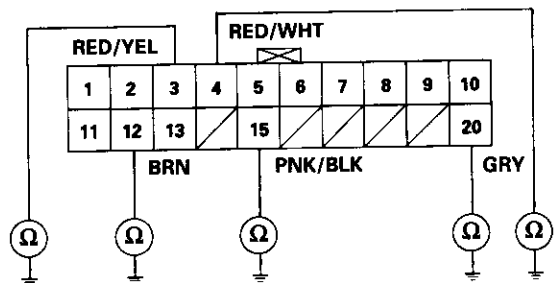 RED/YEL RED/WHT
1 2 3 4 5 6 7 8 9 10
11 12 13 15 20
BRN PNK/BLK GRY
Ω Ω Ω Ω Ω